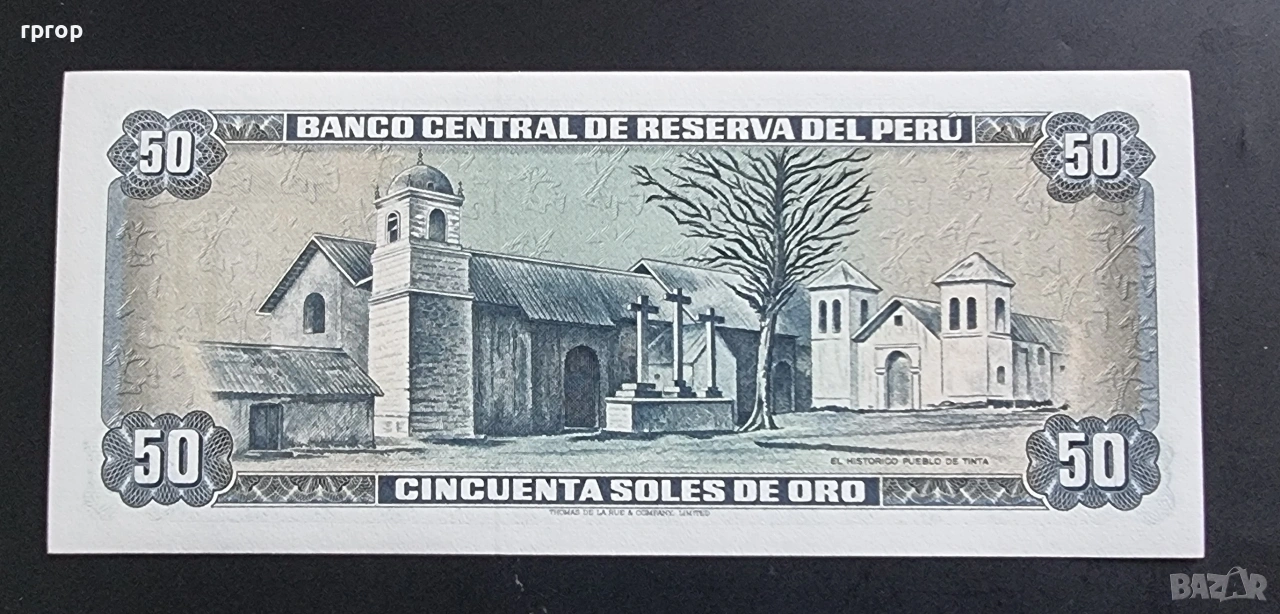 rprop
50 BANCO CENTRAL DE RESERVA DEL PERÚ 50
EL HISTORICO PUEBLO DE TINTA
50 CINCUENTA SOLES DE ORO 50
THOMAS DE LA RUE & COMPANY, LIMITED
BAZAR